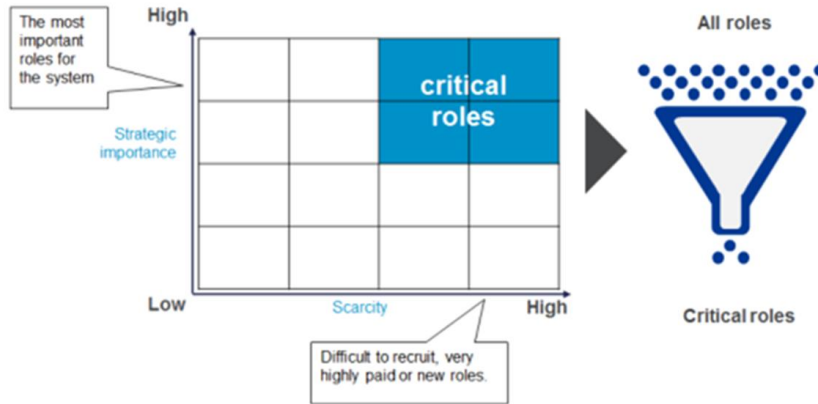 The most
important
roles for
the system
High
critical
roles
Strategic
importance
Low
Scarcity
High
Difficult to recruit, very
highly paid or new roles.
All roles
Critical roles